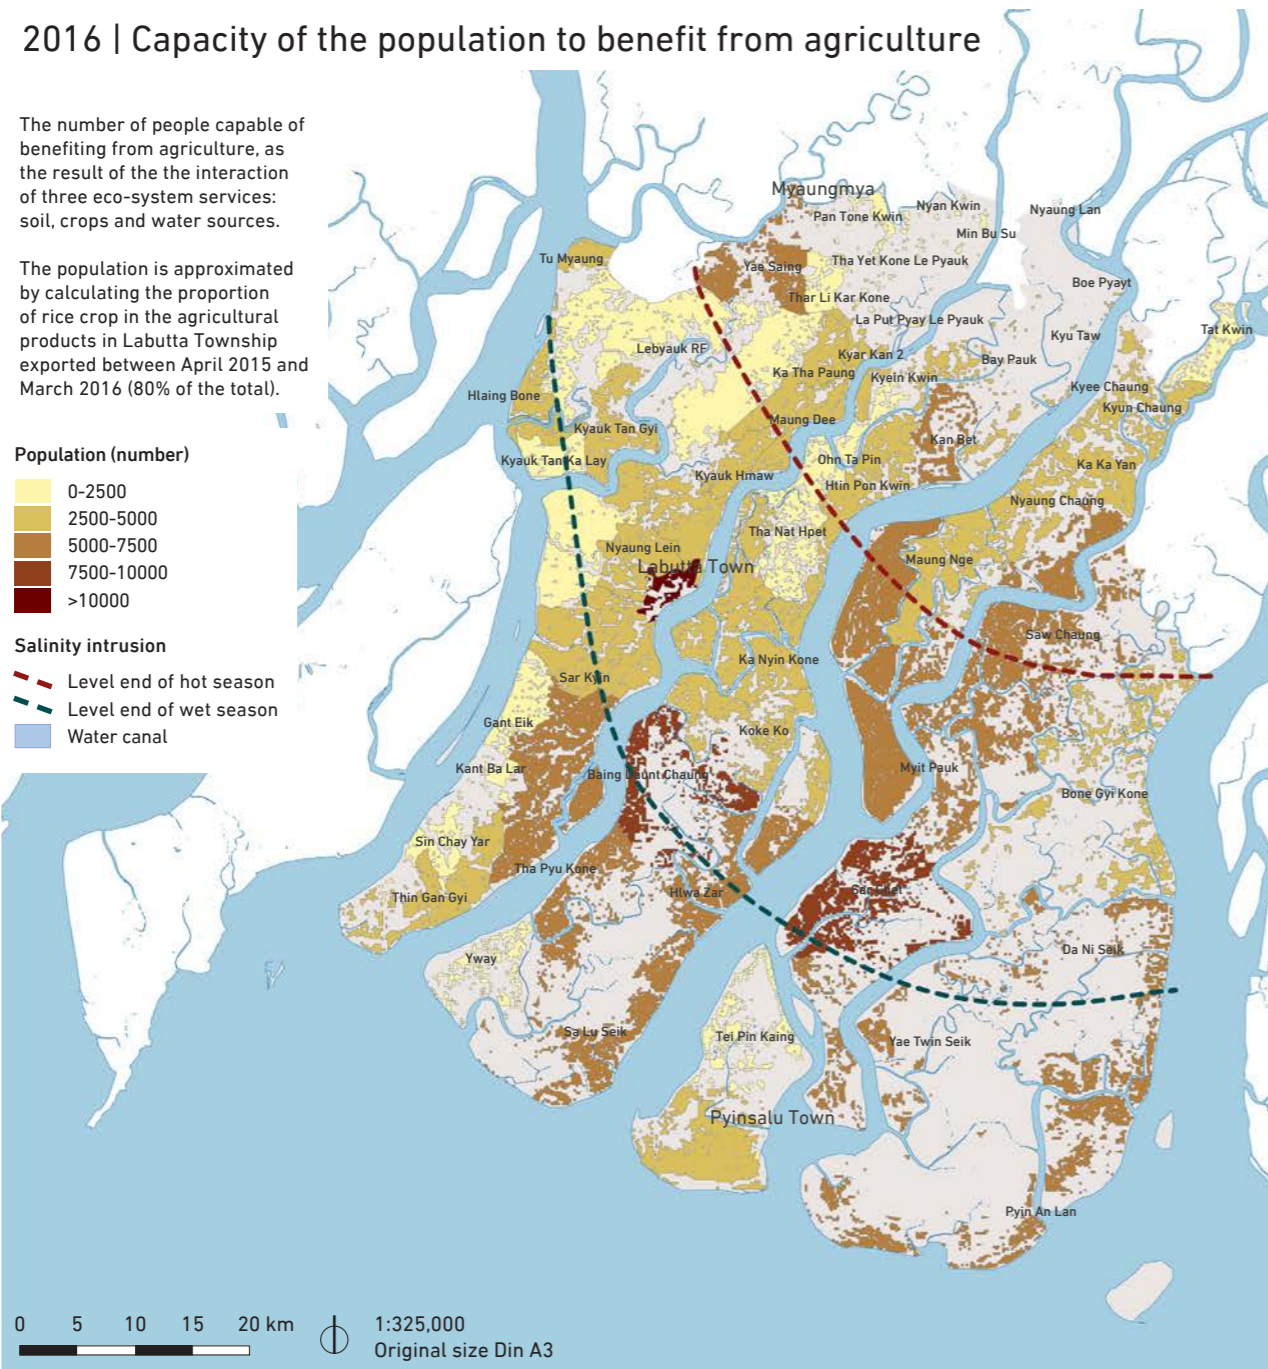 2016 | Capacity of the population to benefit from agriculture
The number of people capable of
benefiting from agriculture, as
the result of the the interaction
of three eco-system services:
soil, crops and water sources.
The population is approximated
by calculating the proportion
of rice crop in the agricultural
products in Labutta Township
exported between April 2015 and
March 2016 (80% of the total).
Population (number)
0-2500
2500-5000
5000-7500
7500-10000
>10000
Salinity intrusion
Level end of hot season
Level end of wet season
Water canal
Myaungmya
Pan Tone Kwin
Nyan Kwin
Nyaung Lan
Min Bu Su
Tu Myaung
Yae Saing
Tha Yet Kone Le Pyauk
Boe Pyayt
Thar Li Kar Kone
La Put Pyay Le Pyauk
Tat Kwin
Kyu Taw
Lebyauk RF
Kyar Kan 2
Bay Pauk
Ka Tha Paung
Kyein Kwin
Kyee Chaung
Hlaing Bone
Kyun Chaung
Maung Dee
Kyauk Tan Gyi
Kan Bet
Kyauk Tan Ka Lay
Ohn Ta Pin
Ka Ka Yan
Kyauk Hmaw
Htin Pon Kwin
Nyaung Chaung
Tha Nat Hpet
Nyaung Lein
Maung Nge
Labutta Town
Saw Chaung
Ka Nyin Kone
Sar Kyin
Gant Eik
Koke Ko
Kant Ba Lar
Baing Daunt Chaung
Myit Pauk
Bone Gyi Kone
Sin Chay Yar
Tha Pyu Kone
Thin Gan Gyi
Hlwa Zar
Da Ni Seik
Yway
Sa Lu Seik
Tei Pin Kaing
Yae Twin Seik
Pyinsalu Town
Pyin An Lan
0 5 10 15 20 km
1:325,000
Original size Din A3